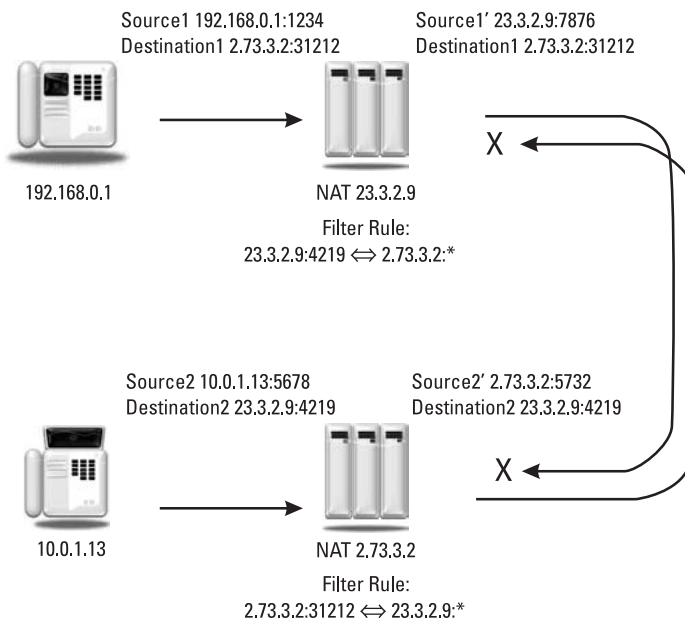 Source1 192.168.0.1:1234
Destination1 2.73.3.2:31212
Source1′ 23.3.2.9:7876
Destination1 2.73.3.2:31212
X
192.168.0.1
NAT 23.3.2.9
Filter Rule:
23.3.2.9:4219 ⇔ 2.73.3.2:*
Source2 10.0.1.13:5678
Destination2 23.3.2.9:4219
Source2′ 2.73.3.2:5732
Destination2 23.3.2.9:4219
X
10.0.1.13
NAT 2.73.3.2
Filter Rule:
2.73.3.2:31212 ⇔ 23.3.2.9:*